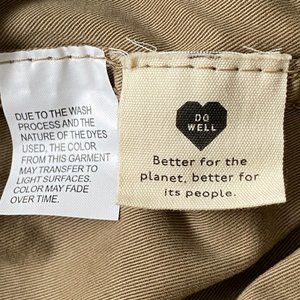 DUE TO THE WASH
PROCESS AND THE
NATURE OF THE DYES
USED, THE COLOR
FROM THIS GARMENT
MAY TRANSFER TO
LIGHT SURFACES.
COLOR MAY FADE
OVER TIME.
DO
WELL
Better for the
planet, better for
its people.